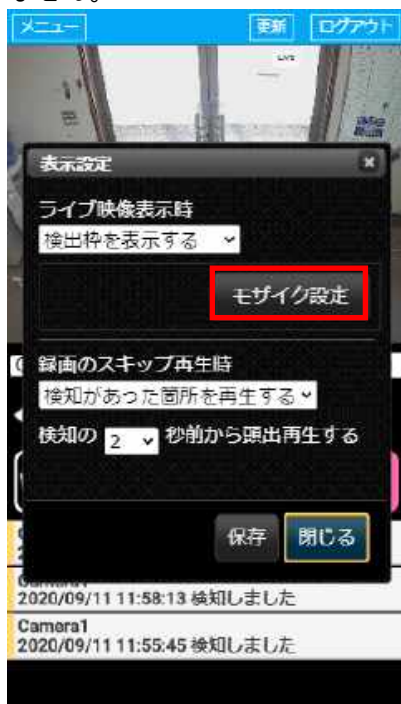 メニュー 更新 ログアウト
LIVE
表示設定
ライブ映像表示時
検出枠を表示する
モザイク設定
録画のスキップ再生時
検知があった箇所を再生する
検知の 2 秒前から頭出再生する
保存 閉じる
2020/09/11 11:58:13 検知しました
Camera1
2020/09/11 11:55:45 検知しました